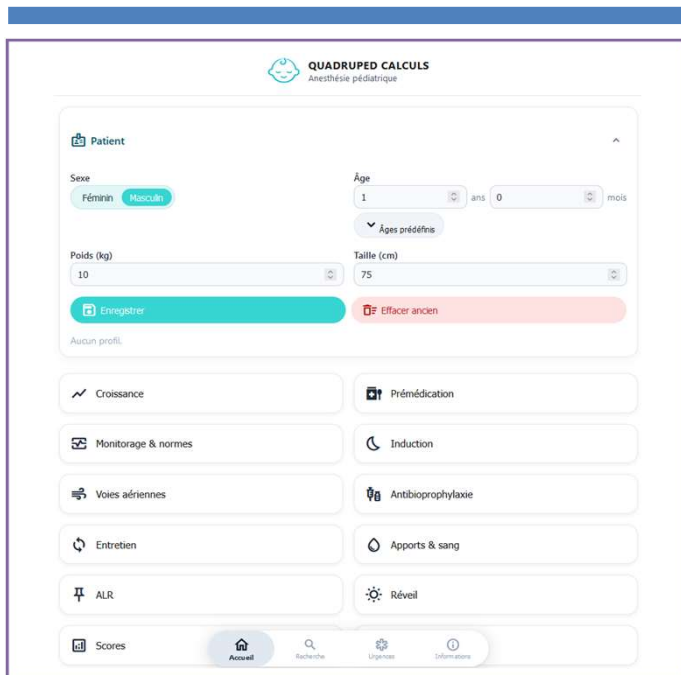 QUADRUPED CALCULS
Anesthésie pédiatrique
Patient
Sexe
Âge
Féminin Masculin
1 ans 0 mois
Âges prédéfinis
Poids (kg)
Taille (cm)
10
75
Enregistrer
Effacer ancien
Aucun profil.
Croissance
Prémédication
Monitorage & normes
Induction
Voies aériennes
Antibioprophylaxie
Entretien
Apports & sang
ALR
Réveil
Scores
Accueil Recherche Urgences Informations